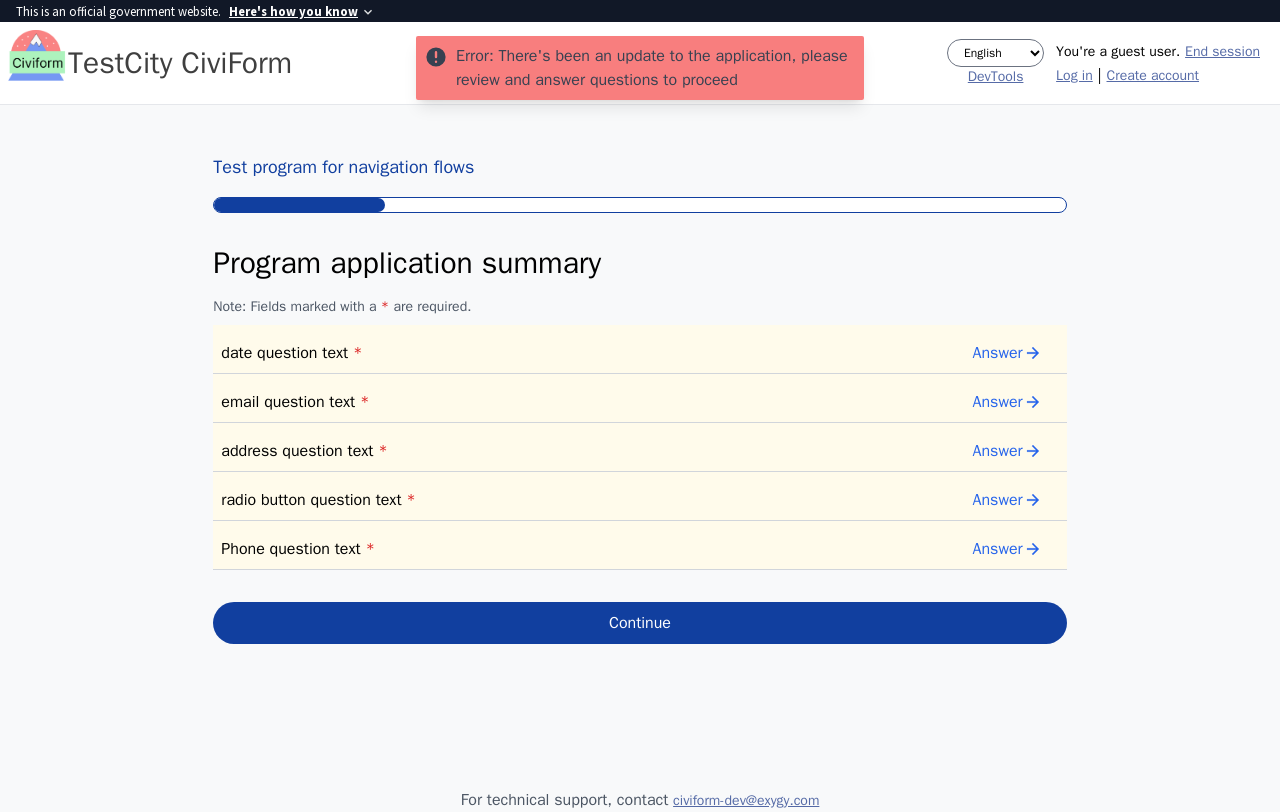 This is an official government website. Here's how you know
Civiform
TestCity CiviForm
Error: There's been an update to the application, please
review and answer questions to proceed
English
DevTools
You're a guest user. End session
Log in | Create account
Test program for navigation flows
Program application summary
Note: Fields marked with a * are required.
date question text * Answer
email question text * Answer
address question text * Answer
radio button question text * Answer
Phone question text * Answer
Continue
For technical support, contact civiform-dev@exygy.com